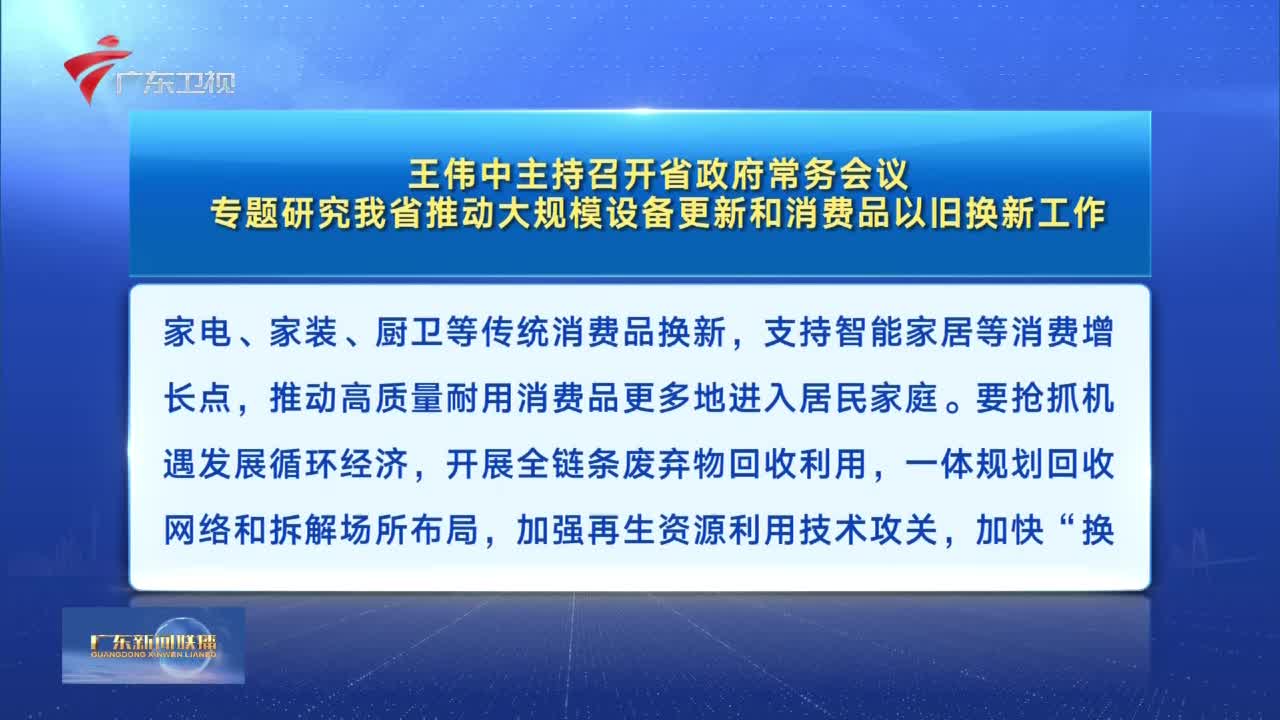 广东卫视
王伟中主持召开省政府常务会议
专题研究我省推动大规模设备更新和消费品以旧换新工作
家电、家装、厨卫等传统消费品换新，支持智能家居等消费增
长点，推动高质量耐用消费品更多地进入居民家庭。要抢抓机
遇发展循环经济，开展全链条废弃物回收利用，一体规划回收
网络和拆解场所布局，加强再生资源利用技术攻关，加快“换
广东新闻联播
GUANGDONG XINWEN LIANBO